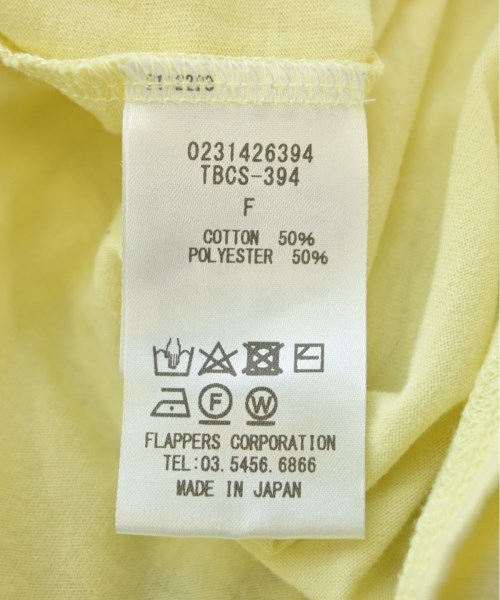 0231426394
TBCS-394
F
COTTON 50%
POLYESTER 50%
F W
FLAPPERS CORPORATION
TEL:03.5456.6866
MADE IN JAPAN